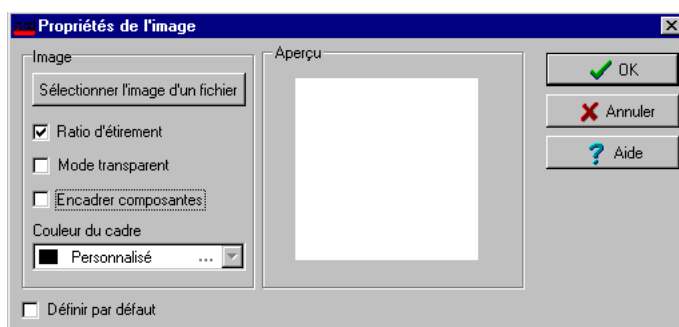 Propriétés de l'image
Image
Sélectionner l'image d'un fichier
Ratio d'étirement
Mode transparent
Encadrer composantes
Couleur du cadre
Personnalisé ...
Définir par défaut
Aperçu
OK
Annuler
? Aide